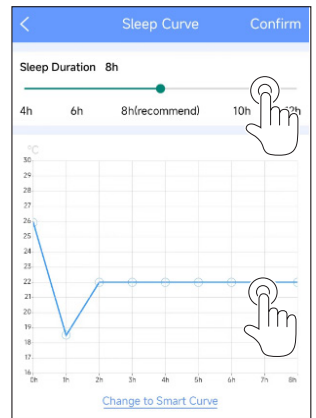 Sleep Curve Confirm
Sleep Duration 8h
4h 6h 8h(recommend) 10h 12h
°C
30
29
28
27
26
25
24
23
22
21
20
19
18
17
16
0h 1h 2h 3h 4h 5h 6h 7h 8h
Change to Smart Curve